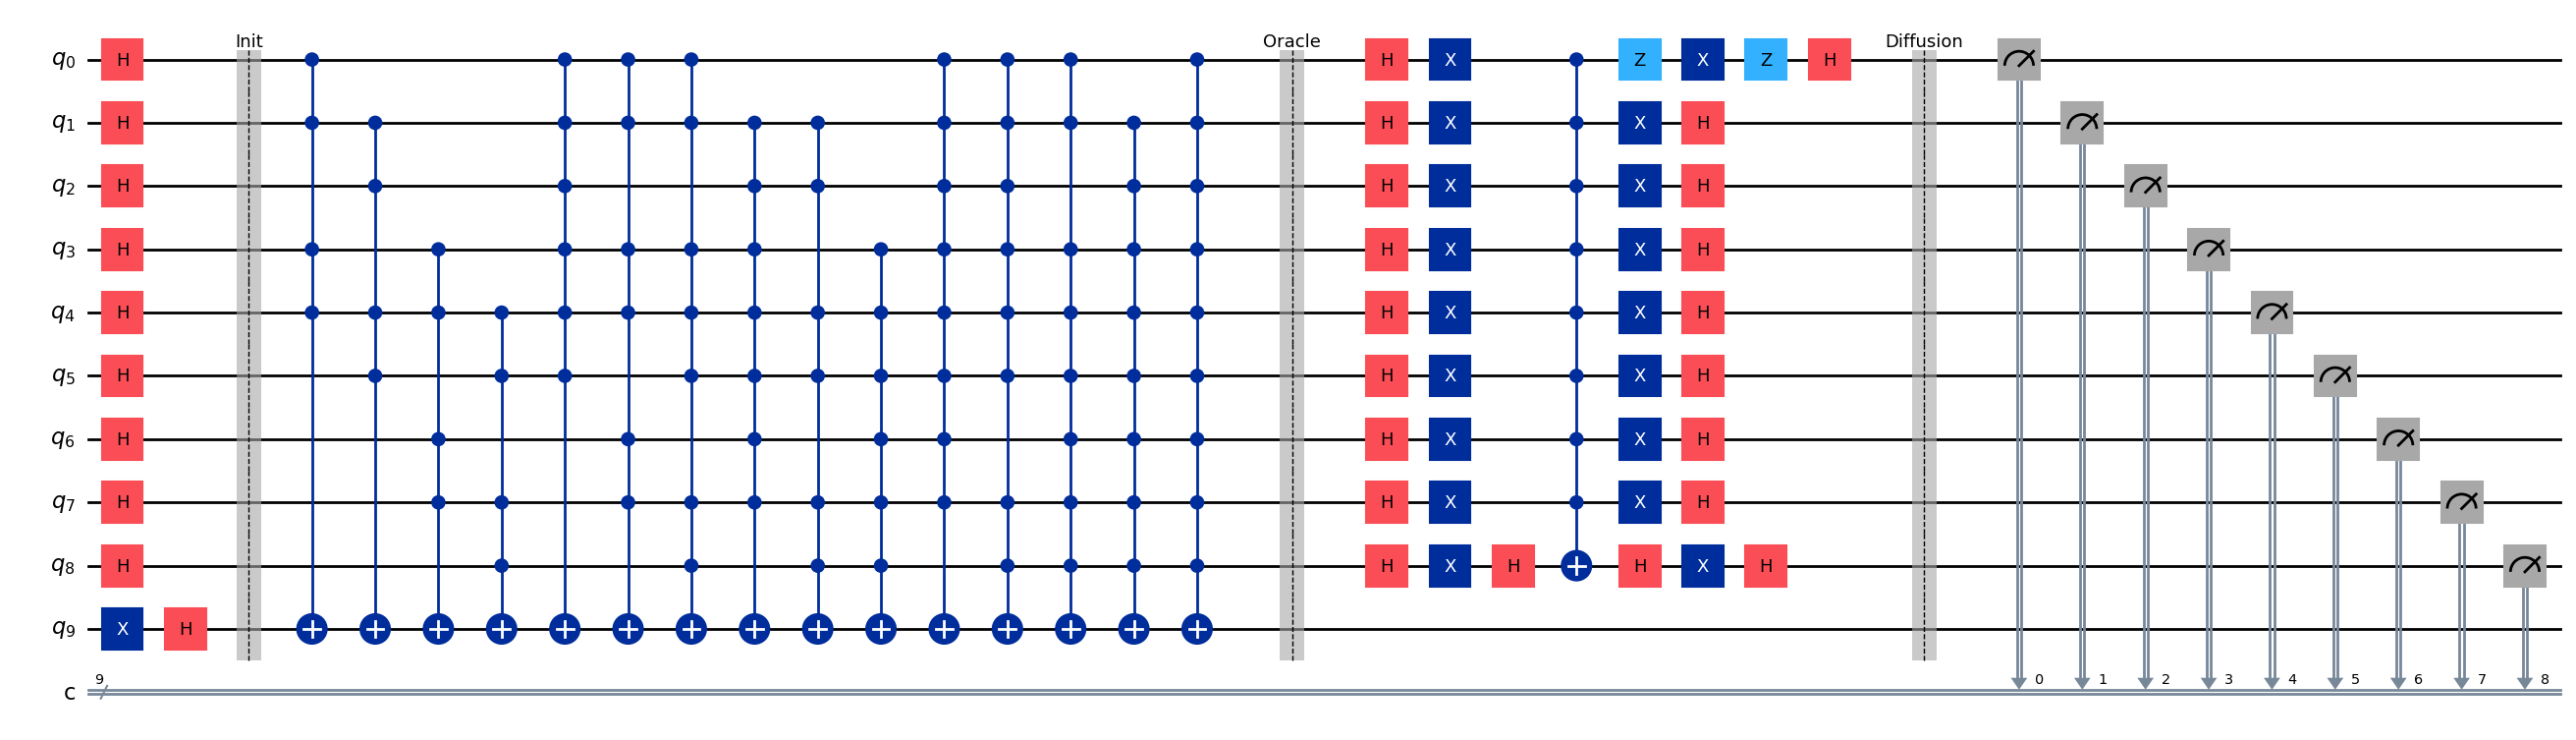 Init Oracle Diffusion
q0 H H X Z X Z H
q1 H H X X H
q2 H H X X H
q3 H H X X H
q4 H H X X H
q5 H H X X H
q6 H H X X H
q7 H H X X H
q8 H H X H H X H
q9 X H
c 9 0 1 2 3 4 5 6 7 8